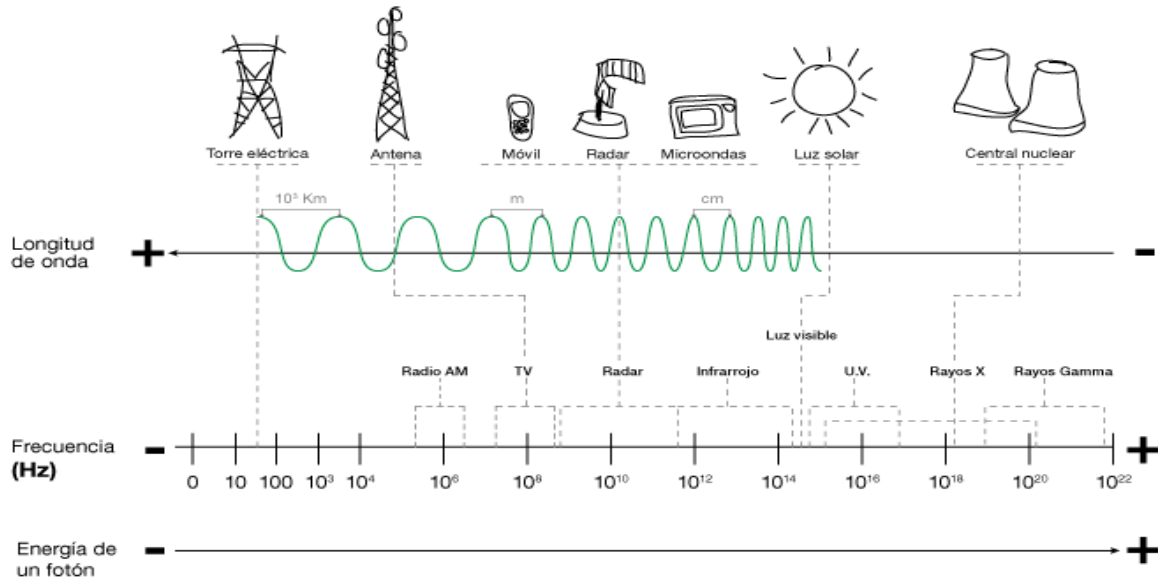 Torre eléctrica Antena Móvil Radar Microondas Luz solar Central nuclear
10³ Km m cm
Longitud
de onda
+ -
Luz visible
Radio AM TV Radar Infrarrojo U.V. Rayos X Rayos Gamma
Frecuencia
(Hz)
- +
0 10 100 10³ 10⁴ 10⁶ 10⁸ 10¹⁰ 10¹² 10¹⁴ 10¹⁶ 10¹⁸ 10²⁰ 10²²
Energía de
un fotón
- +